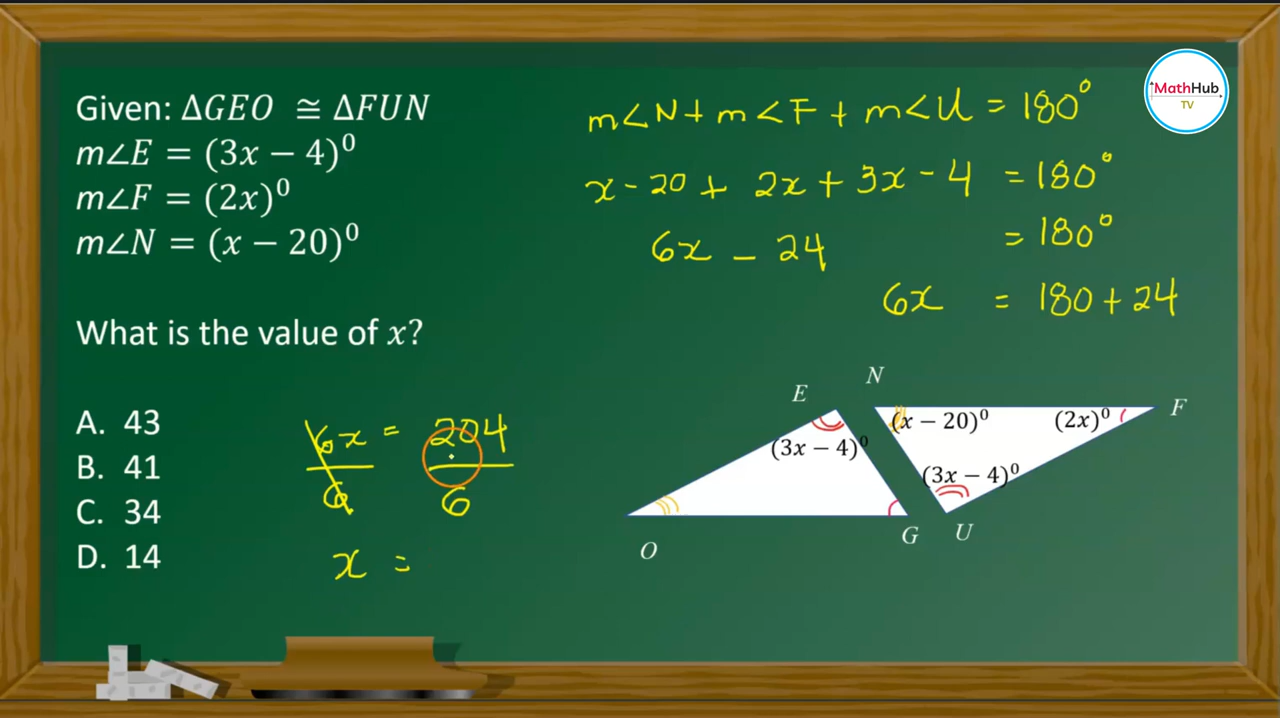 Given: ΔGEO ≅ ΔFUN
m∠E = (3x − 4)⁰
m∠F = (2x)⁰
m∠N = (x − 20)⁰
What is the value of x?
A. 43
B. 41
C. 34
D. 14
6x = 204
6 6
x =
m∠N + m∠F + m∠U = 180°
x - 20 + 2x + 3x - 4 = 180°
6x - 24 = 180°
6x = 180 + 24
MathHub
TV
E
(3x − 4)⁰
O
G
N
(x − 20)⁰
(2x)⁰
F
(3x − 4)⁰
U